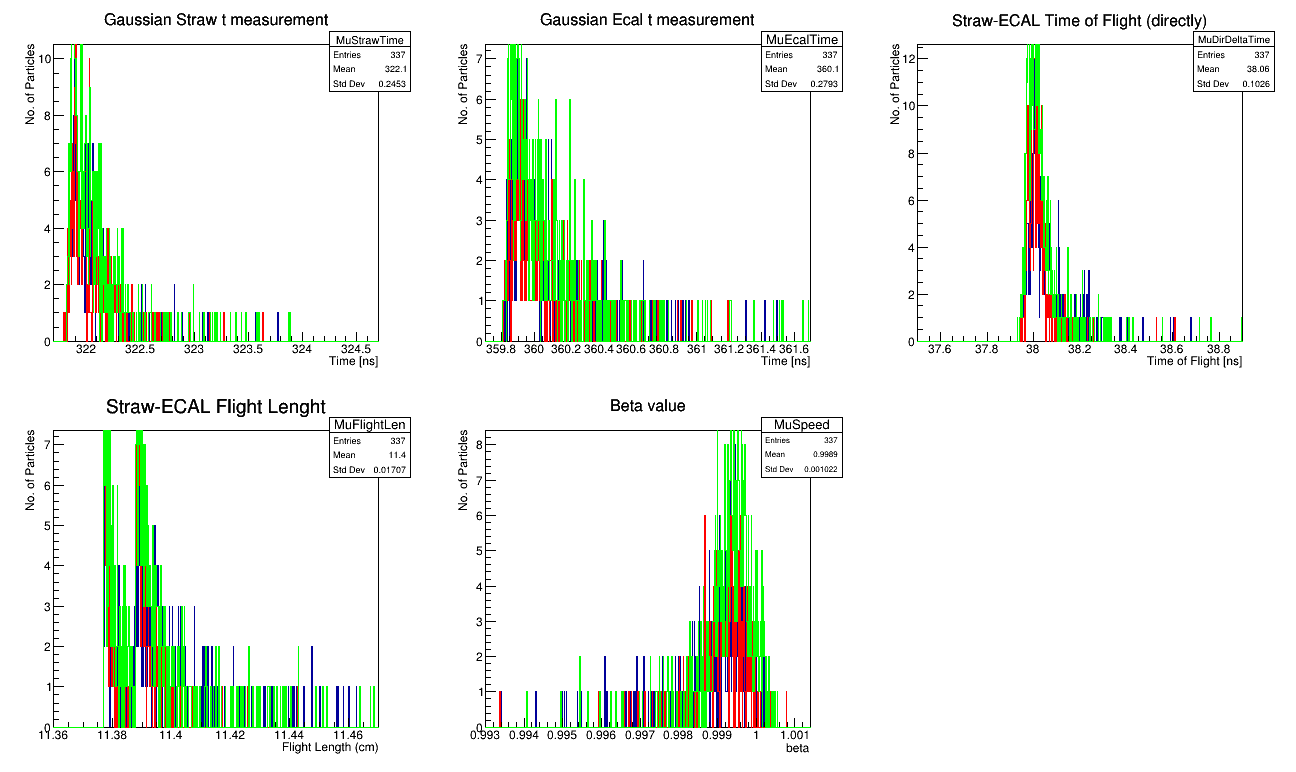 Gaussian Straw t measurement
No. of Particles
MuStrawTime
Entries 337
Mean 322.1
Std Dev 0.2453
10
8
6
4
2
0
322 322.5 323 323.5 324 324.5
Time [ns]
Gaussian Ecal t measurement
No. of Particles
MuEcalTime
Entries 337
Mean 360.1
Std Dev 0.2793
7
6
5
4
3
2
1
0
359.8 360 360.2 360.4 360.6 360.8 361 361.2 361.4 361.6
Time [ns]
Straw-ECAL Time of Flight (directly)
No. of Particles
MuDirDeltaTime
Entries 337
Mean 38.06
Std Dev 0.1026
12
10
8
6
4
2
0
37.6 37.8 38 38.2 38.4 38.6 38.8
Time of Flight [ns]
Straw-ECAL Flight Lenght
No. of Particles
MuFlightLen
Entries 337
Mean 11.4
Std Dev 0.01707
7
6
5
4
3
2
1
0
11.36 11.38 11.4 11.42 11.44 11.46
Flight Length (cm)
Beta value
No. of Particles
MuSpeed
Entries 337
Mean 0.9989
Std Dev 0.001022
8
7
6
5
4
3
2
1
0
0.993 0.994 0.995 0.996 0.997 0.998 0.999 1 1.001
beta